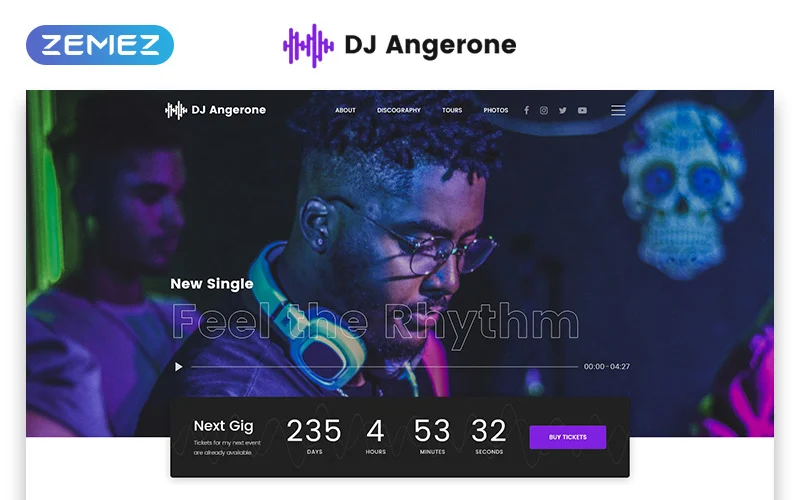 ZEMEZ
DJ Angerone
DJ Angerone
ABOUT
DISCOGRAPHY
TOURS
PHOTOS
New Single
Feel the Rhythm
00:00 - 04:27
Next Gig
Tickets for my next event
are already available.
235
DAYS
4
HOURS
53
MINUTES
32
SECONDS
BUY TICKETS